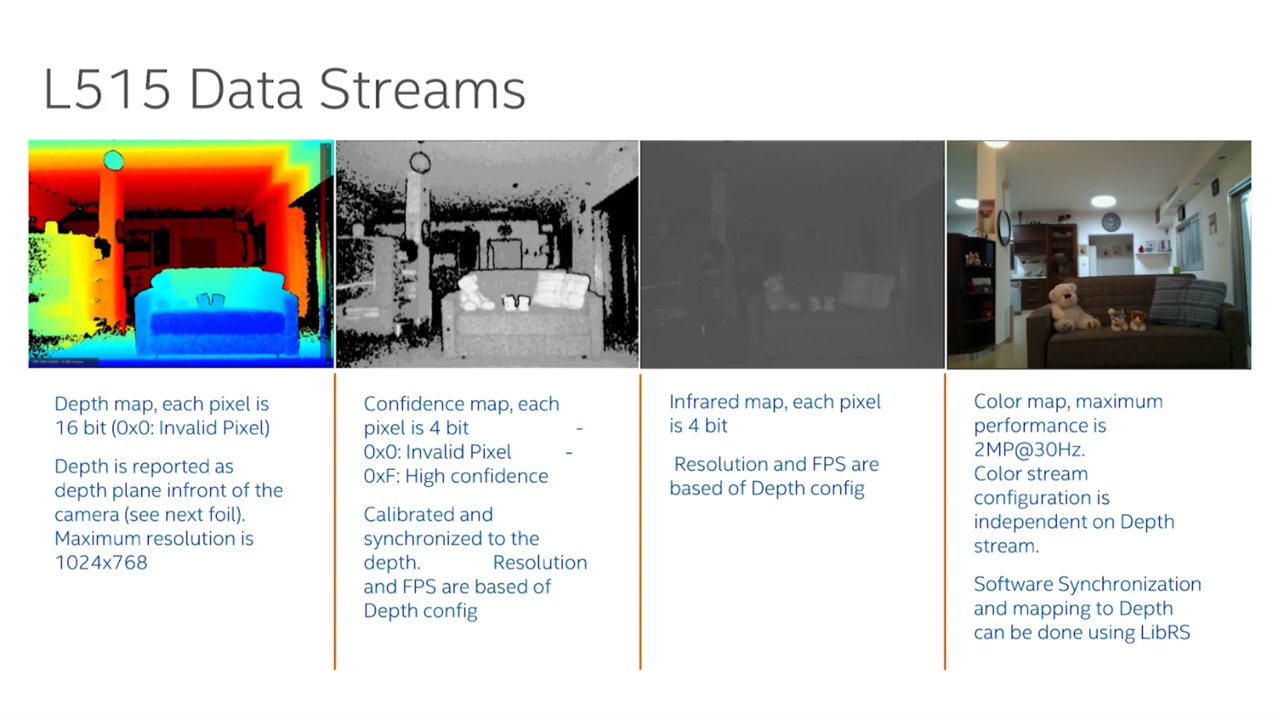 L515 Data Streams
Depth map, each pixel is
16 bit (0x0: Invalid Pixel)
Depth is reported as
depth plane infront of the
camera (see next foil).
Maximum resolution is
1024x768
Confidence map, each
pixel is 4 bit -
0x0: Invalid Pixel -
0xF: High confidence
Calibrated and
synchronized to the
depth. Resolution
and FPS are based of
Depth config
Infrared map, each pixel
is 4 bit
Resolution and FPS are
based of Depth config
Color map, maximum
performance is
2MP@30Hz.
Color stream
configuration is
independent on Depth
stream.
Software Synchronization
and mapping to Depth
can be done using LibRS